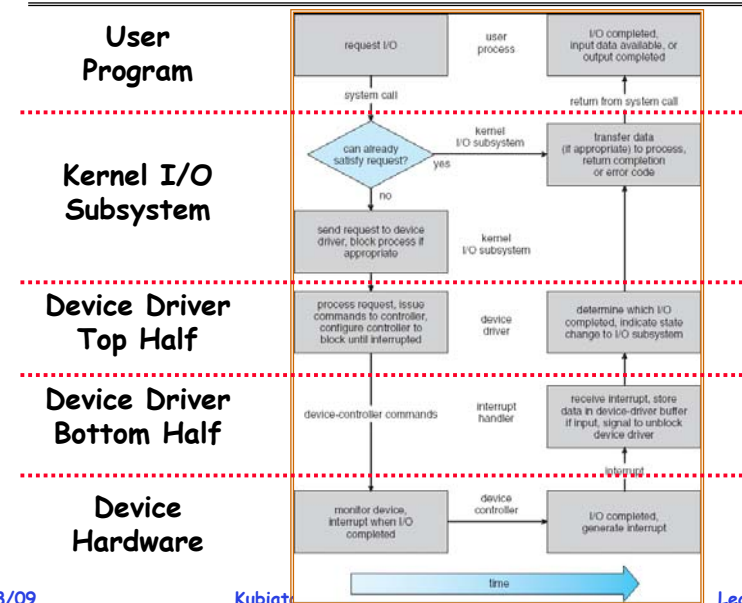 User
Program
request I/O
user
process
I/O completed,
input data available, or
output completed
system call
return from system call
Kernel I/O
Subsystem
can already
satisfy request?
yes
no
kernel
I/O subsystem
transfer data
(if appropriate) to process,
return completion
or error code
send request to device
driver, block process if
appropriate
kernel
I/O subsystem
Device Driver
Top Half
process request, issue
commands to controller,
configure controller to
block until interrupted
device
driver
determine which I/O
completed, indicate state
change to I/O subsystem
Device Driver
Bottom Half
device-controller commands
interrupt
handler
receive interrupt, store
data in device-driver buffer
if input, signal to unblock
device driver
interrupt
Device
Hardware
monitor device,
interrupt when I/O
completed
device
controller
I/O completed,
generate interrupt
time
3/09
Kubiat
Lec